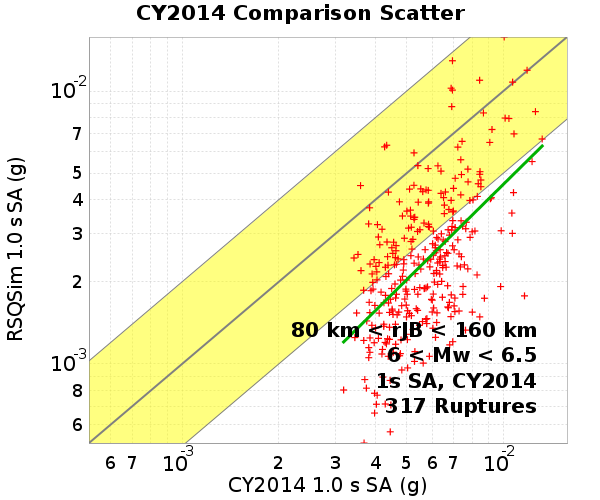 CY2014 Comparison Scatter
RSQSim 1.0 s SA (g)
10⁻²
7
5
4
3
2
10⁻³
8
6
80 km < rJB < 160 km
6 < Mw < 6.5
1s SA, CY2014
317 Ruptures
6 7 10⁻³ 2 3 4 5 6 7 10⁻²
CY2014 1.0 s SA (g)